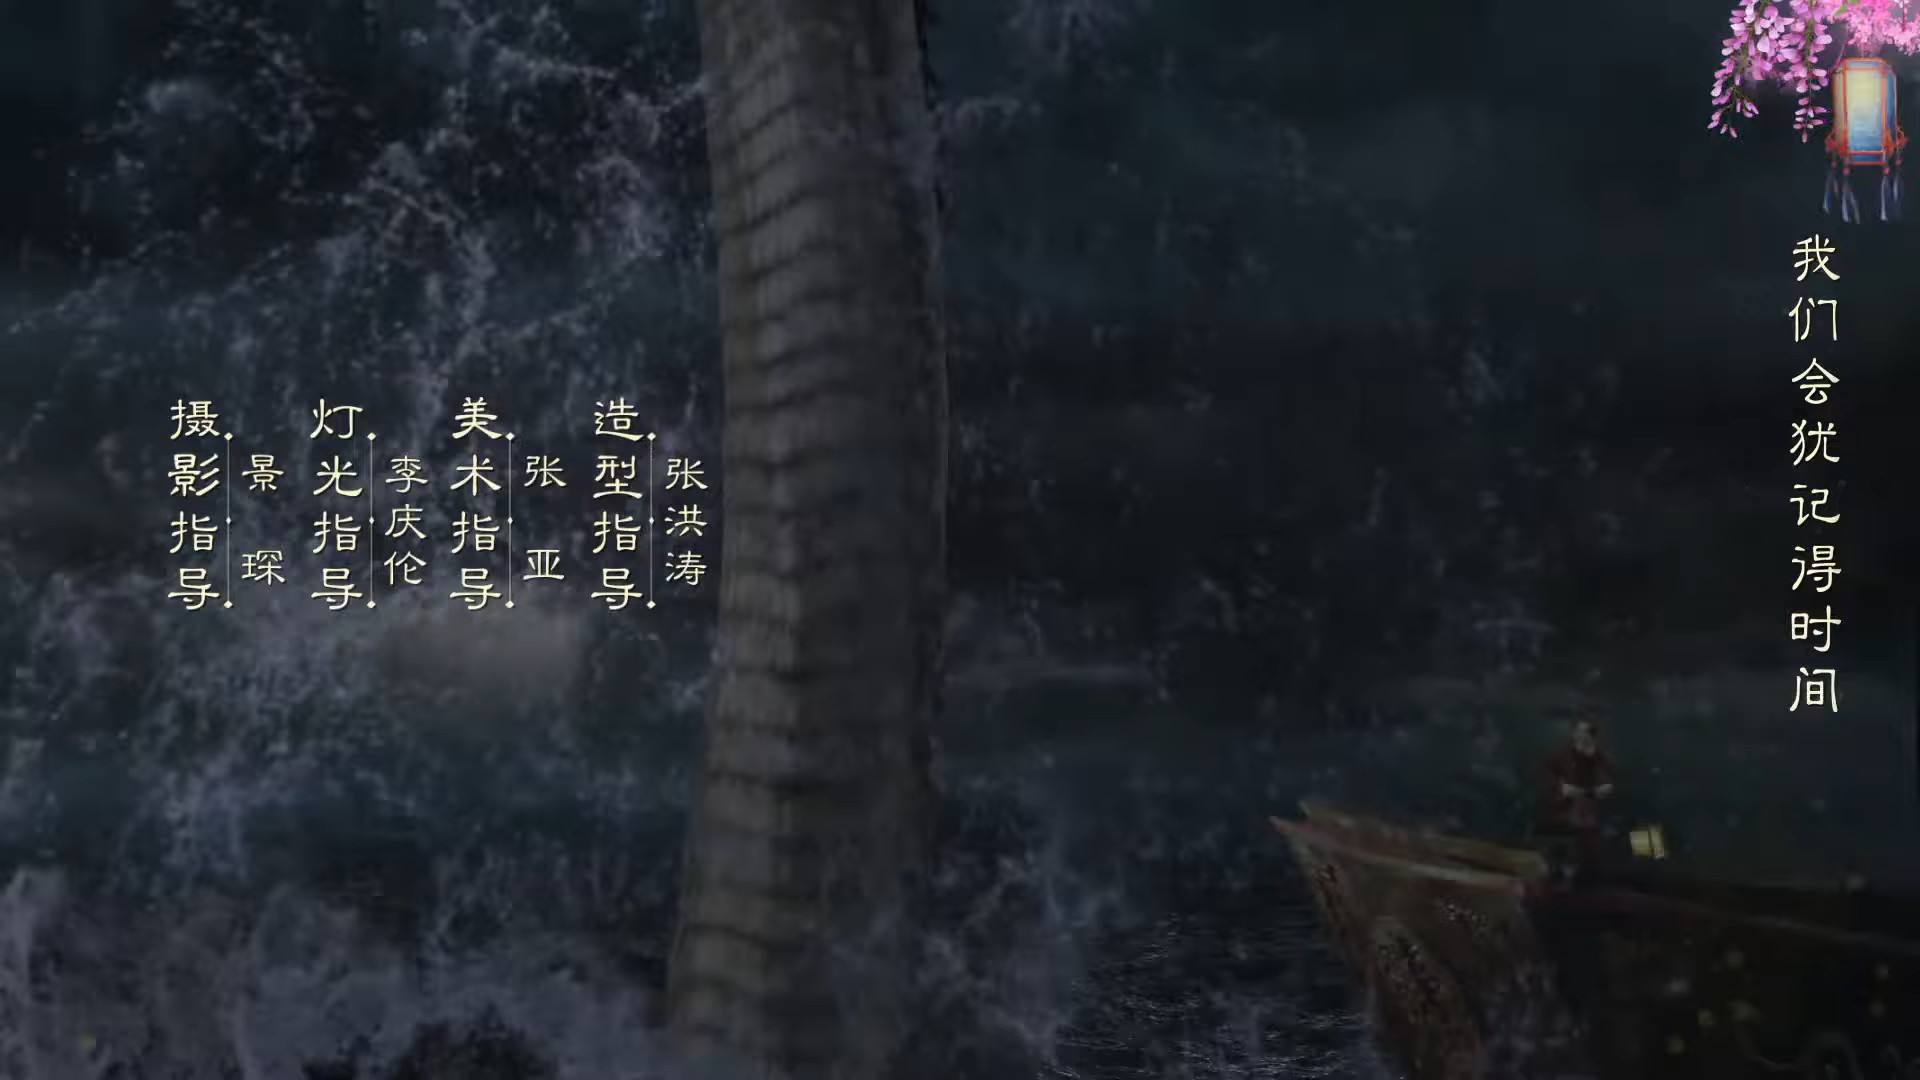 我们会犹记得时间
摄影指导
景琛
灯光指导
李庆伦
美术指导
张亚
造型指导
张洪涛